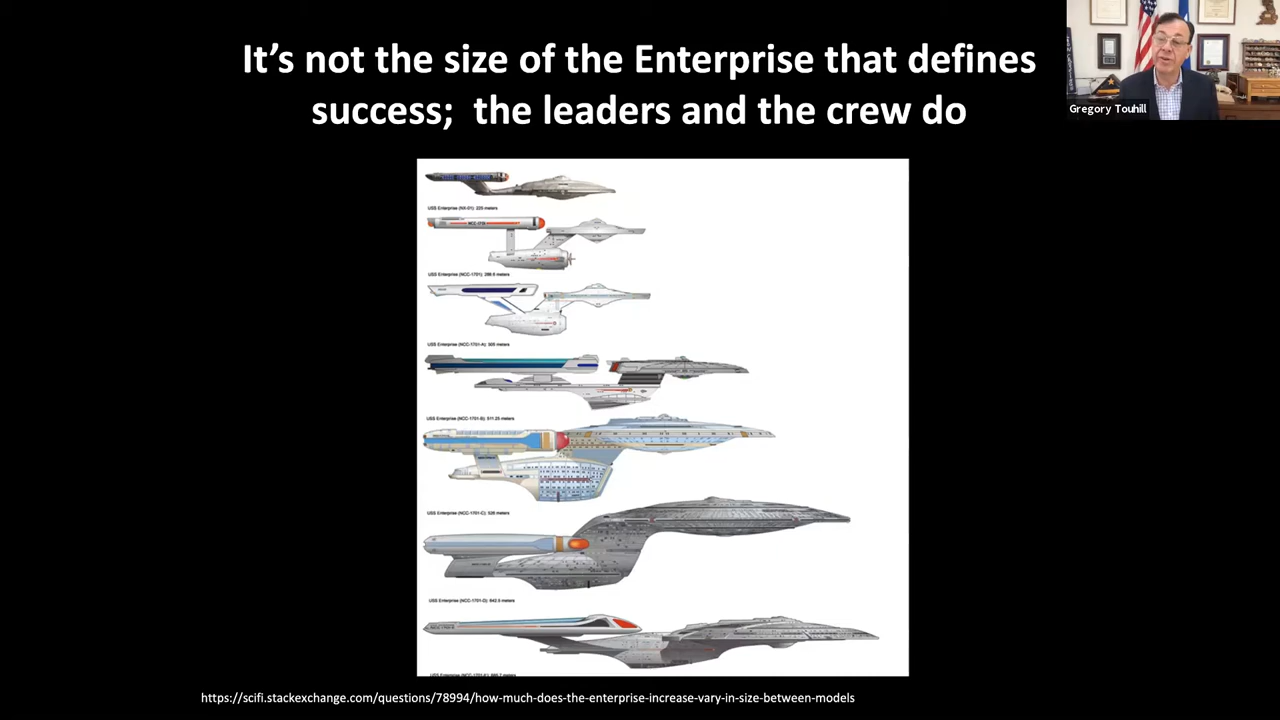 It’s not the size of the Enterprise that defines
success;  the leaders and the crew do
Gregory Touhill
USS Enterprise (NX-01): 225 meters
NCC-1701
USS Enterprise (NCC-1701): 288.6 meters
USS Enterprise (NCC-1701-A): 305 meters
USS Enterprise (NCC-1701-B): 511.25 meters
USS Enterprise (NCC-1701-C): 526 meters
USS Enterprise (NCC-1701-D): 642.5 meters
https://scifi.stackexchange.com/questions/78994/how-much-does-the-enterprise-increase-vary-in-size-between-models